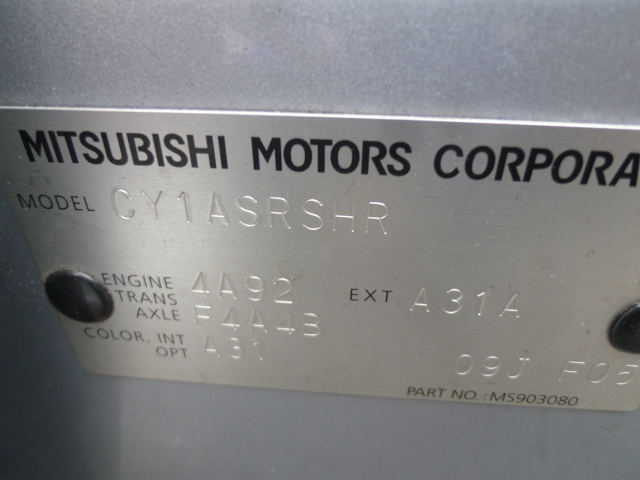 MITSUBISHI MOTORS CORPORA
MODEL CY1ASRSHR
ENGINE 4A92 EXT A31A
TRANS AXLE F4A4B
COLOR, INT A31
OPT 09J F05
PART NO.: MS903080